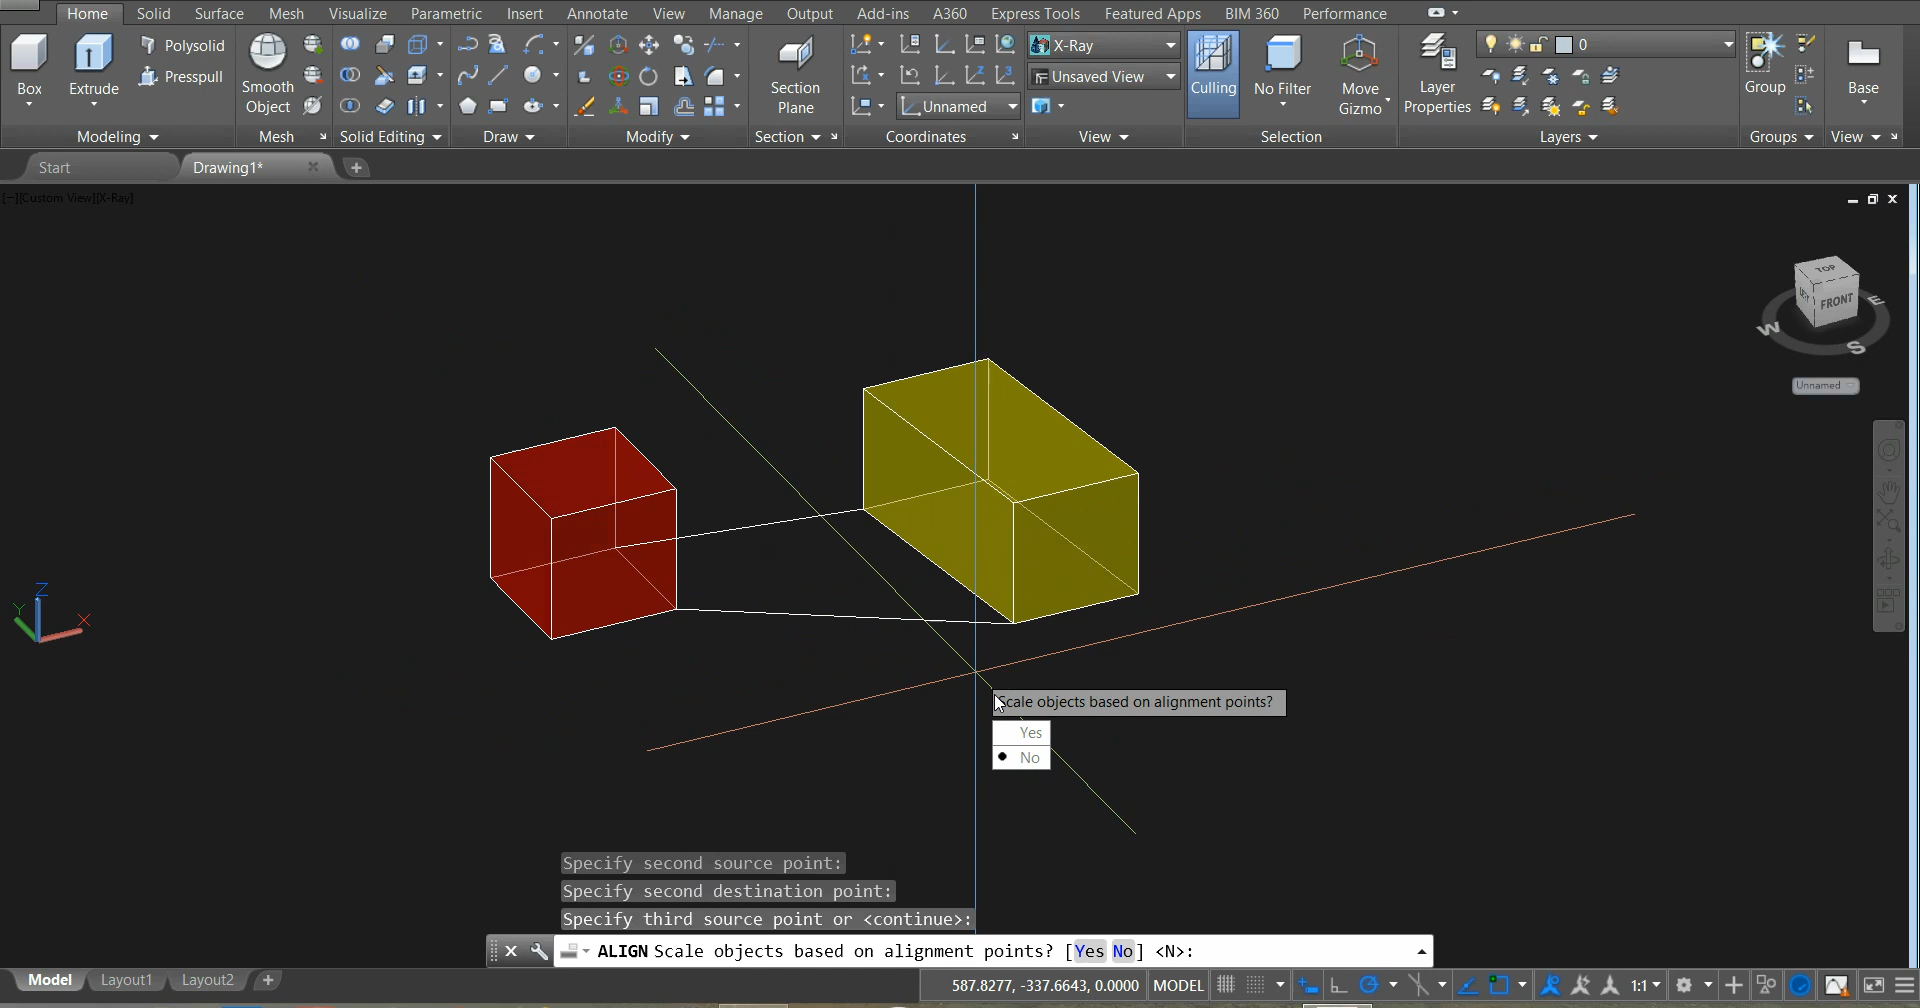 Home Solid Surface Mesh Visualize Parametric Insert Annotate View Manage Output Add-ins A360 Express Tools Featured Apps BIM 360 Performance
Box
Extrude
Polysolid
Presspull
Modeling
Smooth
Object
Mesh
Solid Editing
Draw
Modify
Section
Plane
Section
Unnamed
Coordinates
X-Ray
Unsaved View
View
Culling
No Filter
Move
Gizmo
Selection
Layer
Properties
0
Layers
Group
Groups
Base
View
Start
Drawing1*
[−][Custom View][X-Ray]
TOP
LEFT
FRONT
E
W
S
Unnamed
Z
Y
X
Scale objects based on alignment points?
Yes
No
Specify second source point:
Specify second destination point:
Specify third source point or <continue>:
ALIGN Scale objects based on alignment points? [Yes No] <N>:
Model Layout1 Layout2
587.8277, -337.6643, 0.0000 MODEL
1:1